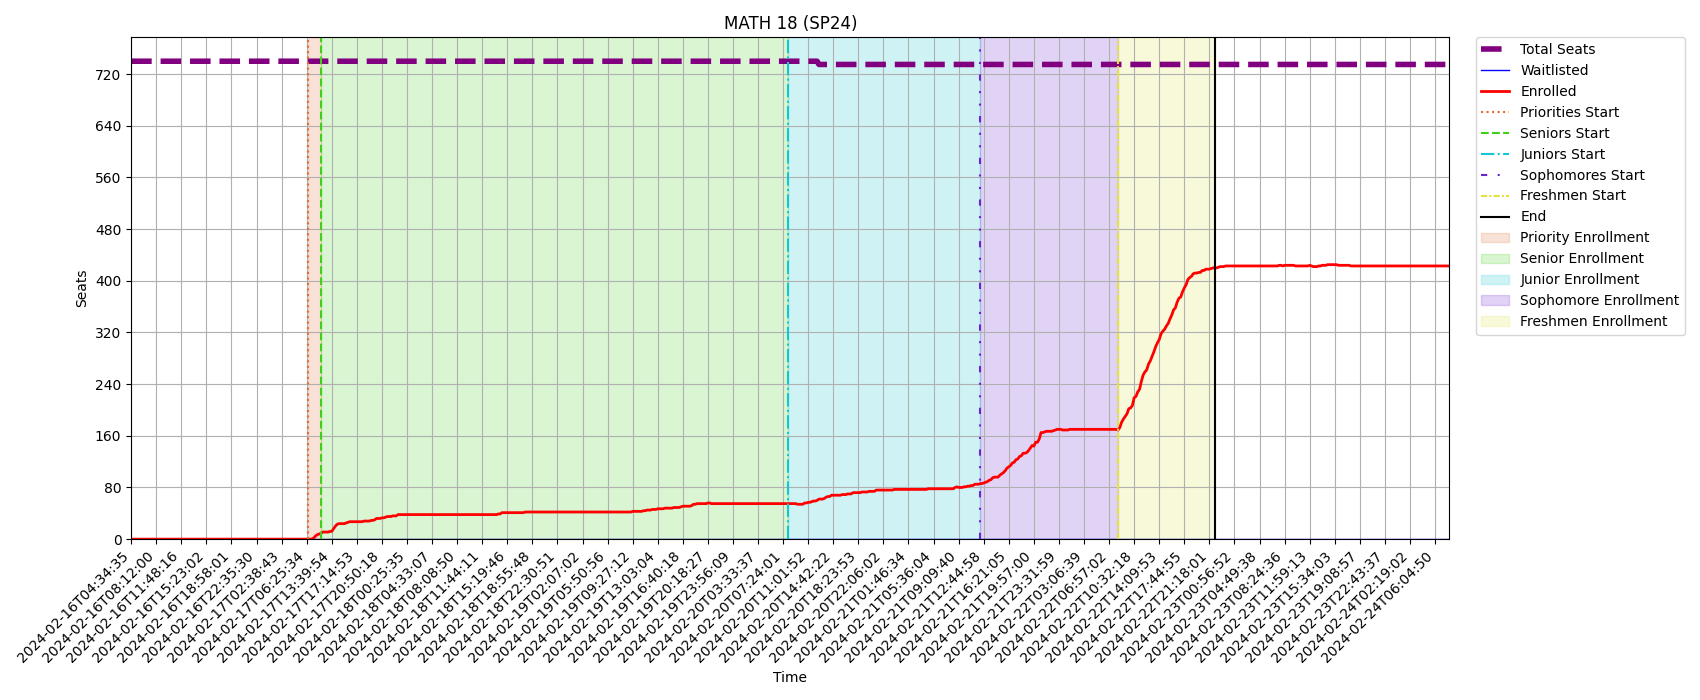 MATH 18 (SP24)
Seats
720
640
560
480
400
320
240
160
80
0
2024-02-16T04:34:35
2024-02-16T08:12:00
2024-02-16T11:48:16
2024-02-16T15:23:02
2024-02-16T18:58:01
2024-02-16T22:35:30
2024-02-17T02:38:43
2024-02-17T06:25:34
2024-02-17T13:39:54
2024-02-17T17:14:53
2024-02-17T20:50:18
2024-02-18T00:25:35
2024-02-18T04:33:07
2024-02-18T08:08:50
2024-02-18T11:44:11
2024-02-18T15:19:46
2024-02-18T18:55:48
2024-02-18T22:30:51
2024-02-19T02:07:02
2024-02-19T05:50:56
2024-02-19T09:27:12
2024-02-19T13:03:04
2024-02-19T16:40:18
2024-02-19T20:18:27
2024-02-19T23:56:09
2024-02-20T03:33:37
2024-02-20T07:24:01
2024-02-20T11:01:52
2024-02-20T14:42:22
2024-02-20T18:23:53
2024-02-20T22:06:02
2024-02-21T01:46:34
2024-02-21T05:36:04
2024-02-21T09:09:40
2024-02-21T12:44:58
2024-02-21T16:21:05
2024-02-21T19:57:00
2024-02-21T23:31:59
2024-02-22T03:06:39
2024-02-22T06:57:02
2024-02-22T10:32:18
2024-02-22T14:09:53
2024-02-22T17:44:55
2024-02-22T21:18:01
2024-02-23T00:56:52
2024-02-23T04:49:38
2024-02-23T08:24:36
2024-02-23T11:59:13
2024-02-23T15:34:03
2024-02-23T19:08:57
2024-02-23T22:43:37
2024-02-24T02:19:02
2024-02-24T06:04:50
Time
Total Seats
Waitlisted
Enrolled
Priorities Start
Seniors Start
Juniors Start
Sophomores Start
Freshmen Start
End
Priority Enrollment
Senior Enrollment
Junior Enrollment
Sophomore Enrollment
Freshmen Enrollment